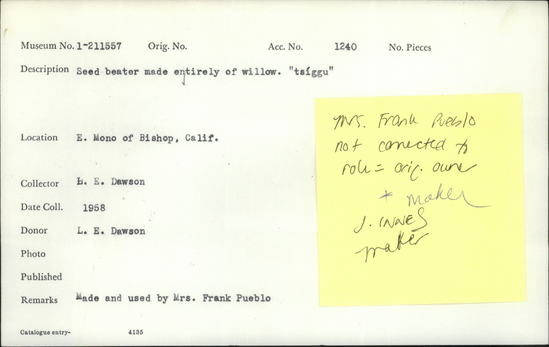 Museum No. 1-211557 Orig. No. Acc. No. 1240 No. Pieces
Description Seed beater made entirely of willow. "tsíggu"
Location E. Mono of Bishop, Calif.
Collector L. E. Dawson
Date Coll. 1958
Donor L. E. Dawson
Photo
Published
Remarks Made and used by Mrs. Frank Pueblo
Catalogue entry- 4135
Mrs. Frank Pueblo
not connected to
role = orig. owner
+ maker
J. INNES
maker